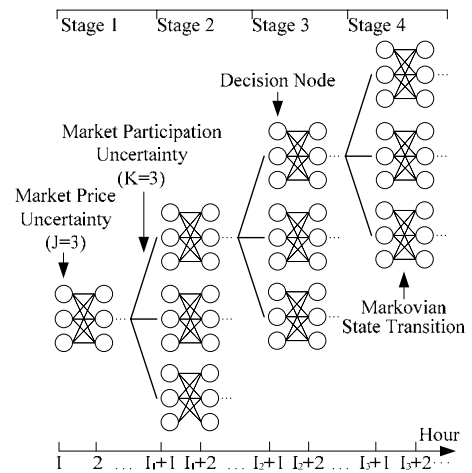 Stage 1 Stage 2 Stage 3 Stage 4
Decision Node
Market Participation
Uncertainty
(K=3)
Market Price
Uncertainty
(J=3)
Markovian
State Transition
Hour
1 2 ... I₁+1 I₁+2 ... I₂+1 I₂+2 ... I₃+1 I₃+2...